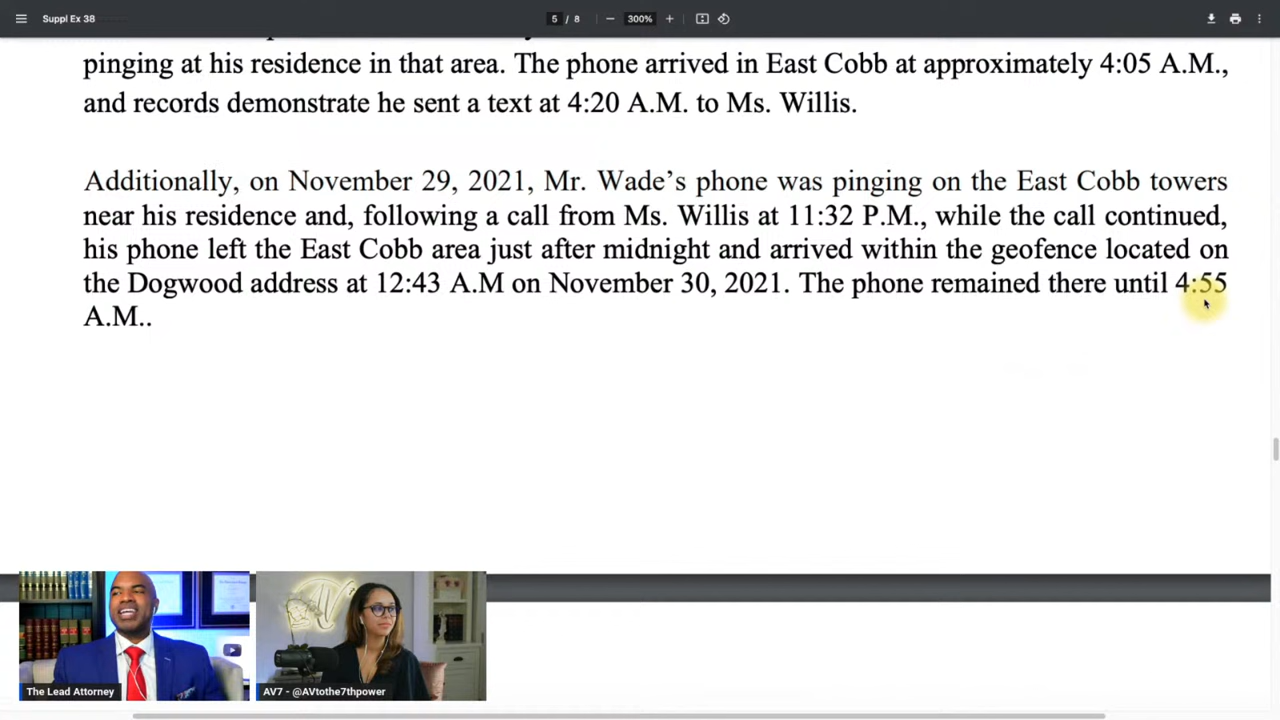 Suppl Ex 38
5 / 8
300%
pinging at his residence in that area. The phone arrived in East Cobb at approximately 4:05 A.M.,
and records demonstrate he sent a text at 4:20 A.M. to Ms. Willis.
Additionally, on November 29, 2021, Mr. Wade's phone was pinging on the East Cobb towers
near his residence and, following a call from Ms. Willis at 11:32 P.M., while the call continued,
his phone left the East Cobb area just after midnight and arrived within the geofence located on
the Dogwood address at 12:43 A.M on November 30, 2021. The phone remained there until 4:55
A.M..
The Lead Attorney
AV7 - @AVtothe7thpower